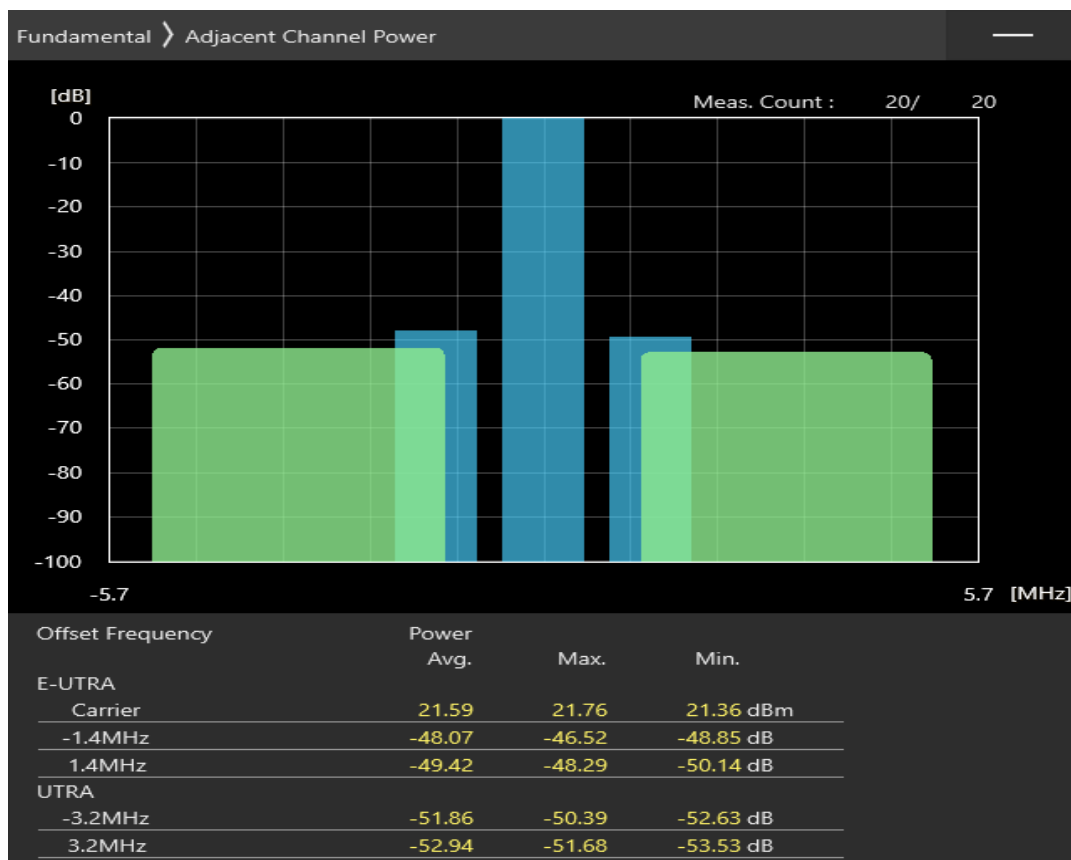 Fundamental 》 Adjacent Channel Power
[dB]
Meas. Count : 20/ 20
0
-10
-20
-30
-40
-50
-60
-70
-80
-90
-100
-5.7 5.7 [MHz]
Offset Frequency Power
Avg. Max. Min.
E-UTRA
Carrier 21.59 21.76 21.36 dBm
-1.4MHz -48.07 -46.52 -48.85 dB
1.4MHz -49.42 -48.29 -50.14 dB
UTRA
-3.2MHz -51.86 -50.39 -52.63 dB
3.2MHz -52.94 -51.68 -53.53 dB